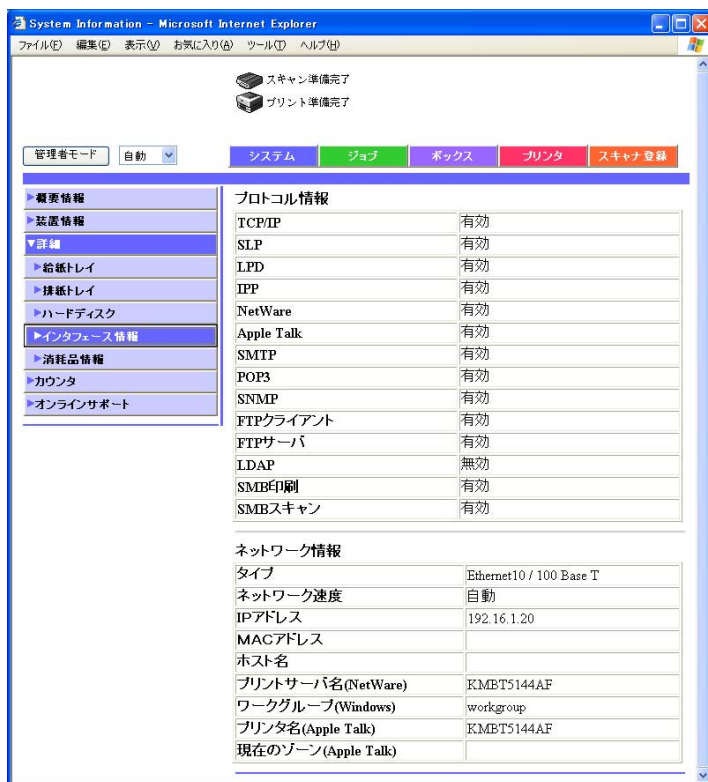 System Information - Microsoft Internet Explorer
ファイル(F) 編集(E) 表示(V) お気に入り(A) ツール(T) ヘルプ(H)
スキャン準備完了
プリント準備完了
管理者モード 自動 システム ジョブ ボックス プリンタ スキャナ登録
概要情報
装置情報
詳細
給紙トレイ
排紙トレイ
ハードディスク
インタフェース情報
消耗品情報
カウンタ
オンラインサポート
プロトコル情報
TCP/IP 有効
SLP 有効
LPD 有効
IPP 有効
NetWare 有効
Apple Talk 有効
SMTP 有効
POP3 有効
SNMP 有効
FTPクライアント 有効
FTPサーバ 有効
LDAP 無効
SMB印刷 有効
SMBスキャン 有効
ネットワーク情報
タイプ Ethernet10 / 100 Base T
ネットワーク速度 自動
IPアドレス 192.16.1.20
MACアドレス
ホスト名
プリントサーバ名(NetWare) KMBT5144AF
ワークグループ(Windows) workgroup
プリンタ名(Apple Talk) KMBT5144AF
現在のゾーン(Apple Talk)